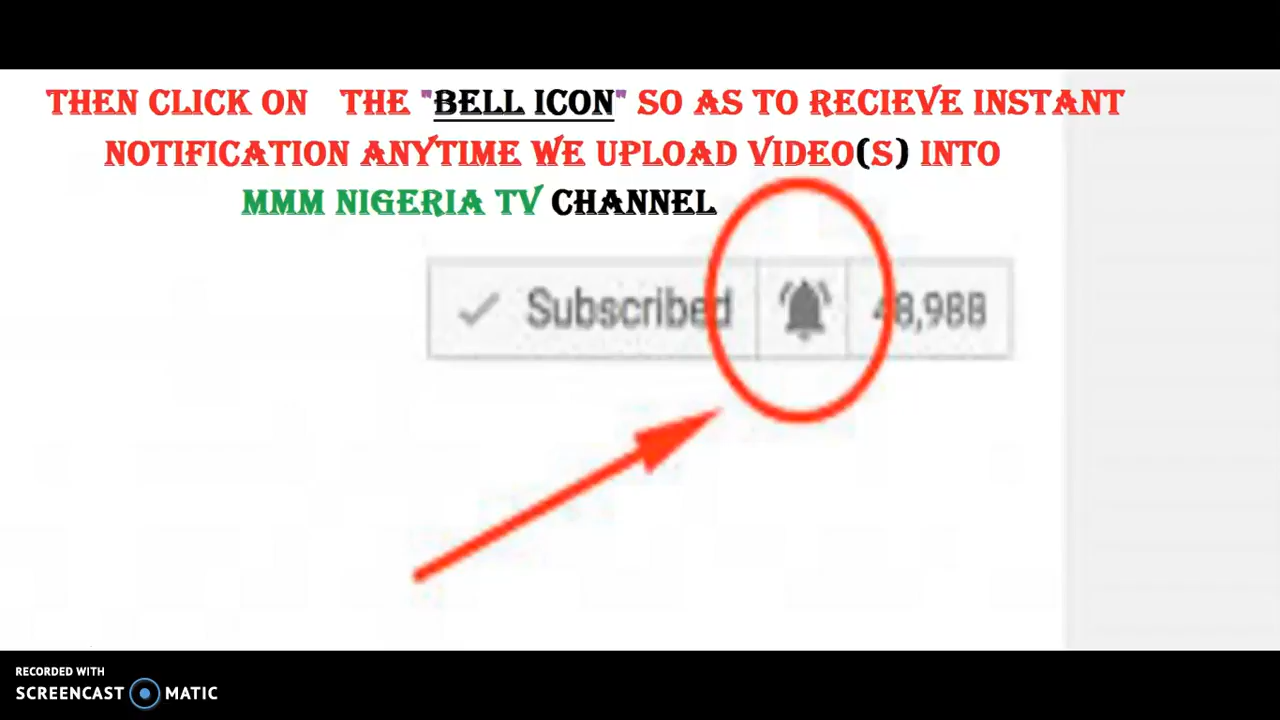 THEN CLICK ON THE "BELL ICON" SO AS TO RECIEVE INSTANT
NOTIFICATION ANYTIME WE UPLOAD VIDEO(S) INTO
MMM NIGERIA TV CHANNEL
Subscribed 48,988
RECORDED WITH
SCREENCAST MATIC